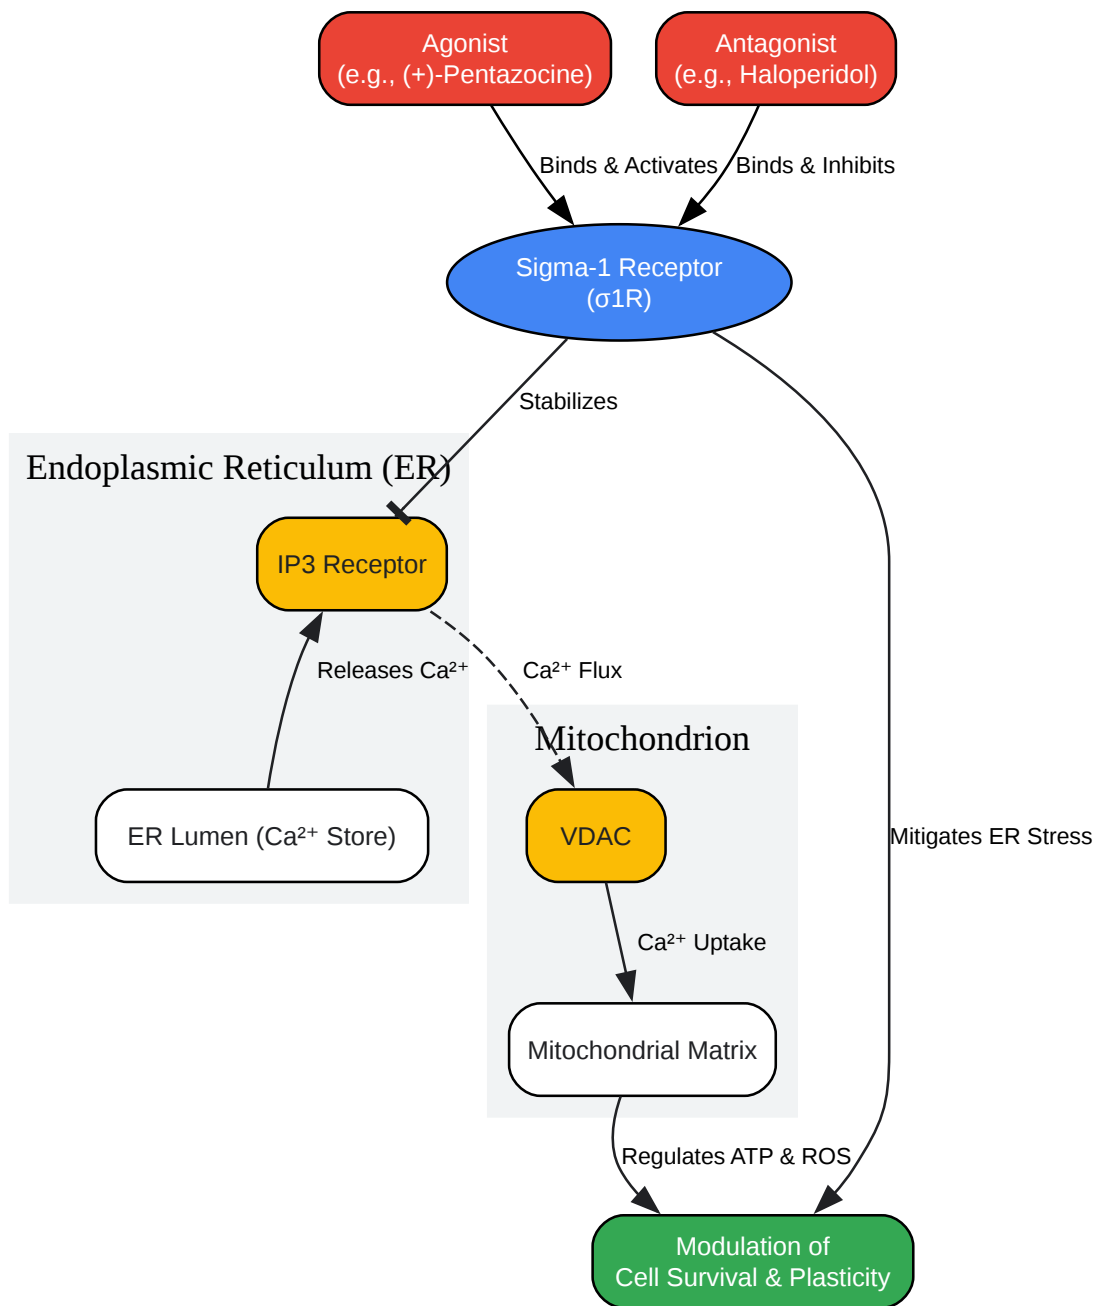 Agonist
(e.g., (+)-Pentazocine)
Antagonist
(e.g., Haloperidol)
Binds & Activates
Binds & Inhibits
Sigma-1 Receptor
(σ1R)
Stabilizes
Endoplasmic Reticulum (ER)
IP3 Receptor
Releases Ca²⁺
Ca²⁺ Flux
Mitochondrion
ER Lumen (Ca²⁺ Store)
VDAC
Mitigates ER Stress
Ca²⁺ Uptake
Mitochondrial Matrix
Regulates ATP & ROS
Modulation of
Cell Survival & Plasticity